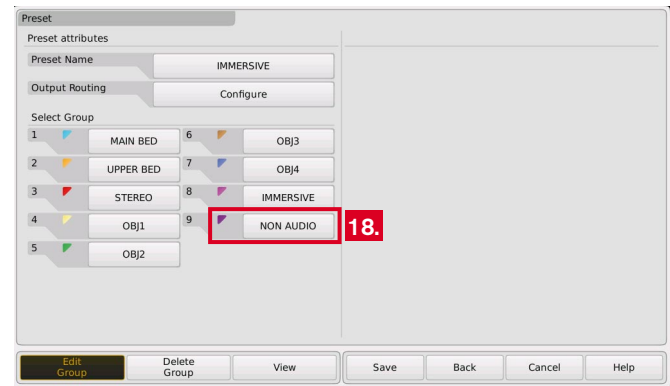 Preset
Preset attributes
Preset Name
IMMERSIVE
Output Routing
Configure
Select Group
1
MAIN BED
6
OBJ3
2
UPPER BED
7
OBJ4
3
STEREO
8
IMMERSIVE
4
OBJ1
9
NON AUDIO
18.
5
OBJ2
Edit
Group
Delete
Group
View
Save
Back
Cancel
Help